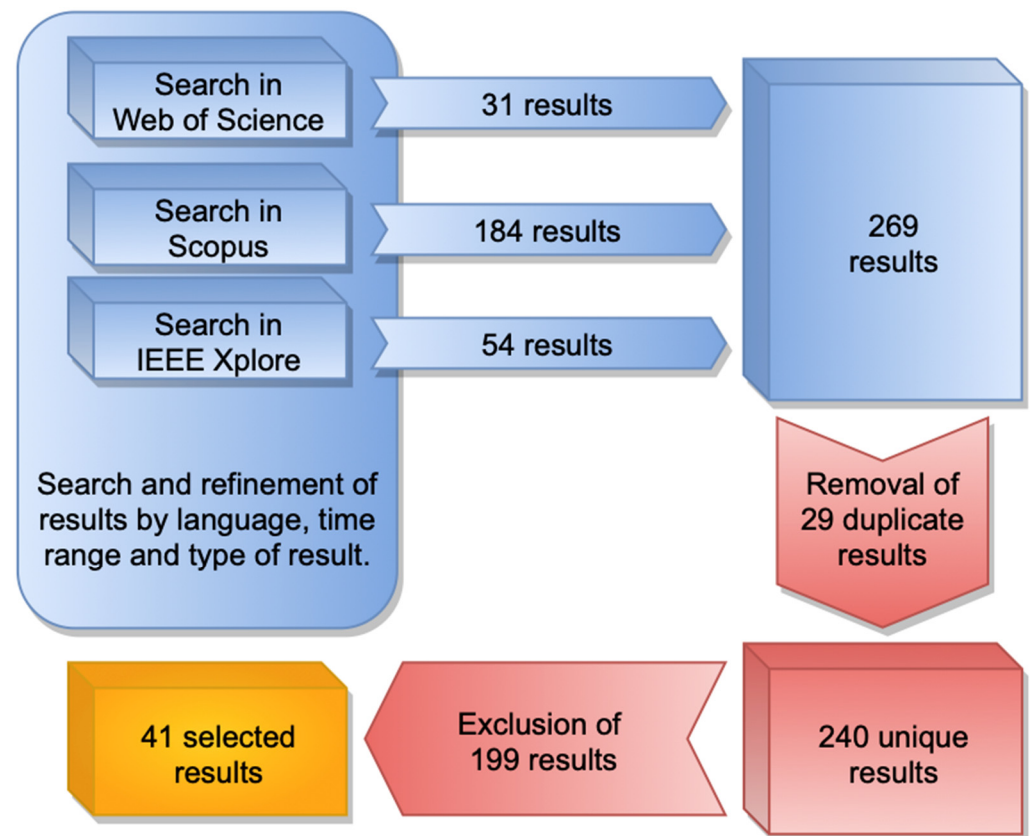 Search in
Web of Science
31 results
Search in
Scopus
184 results
Search in
IEEE Xplore
54 results
269
results
Search and refinement of
results by language, time
range and type of result.
Removal of
29 duplicate
results
240 unique
results
Exclusion of
199 results
41 selected
results